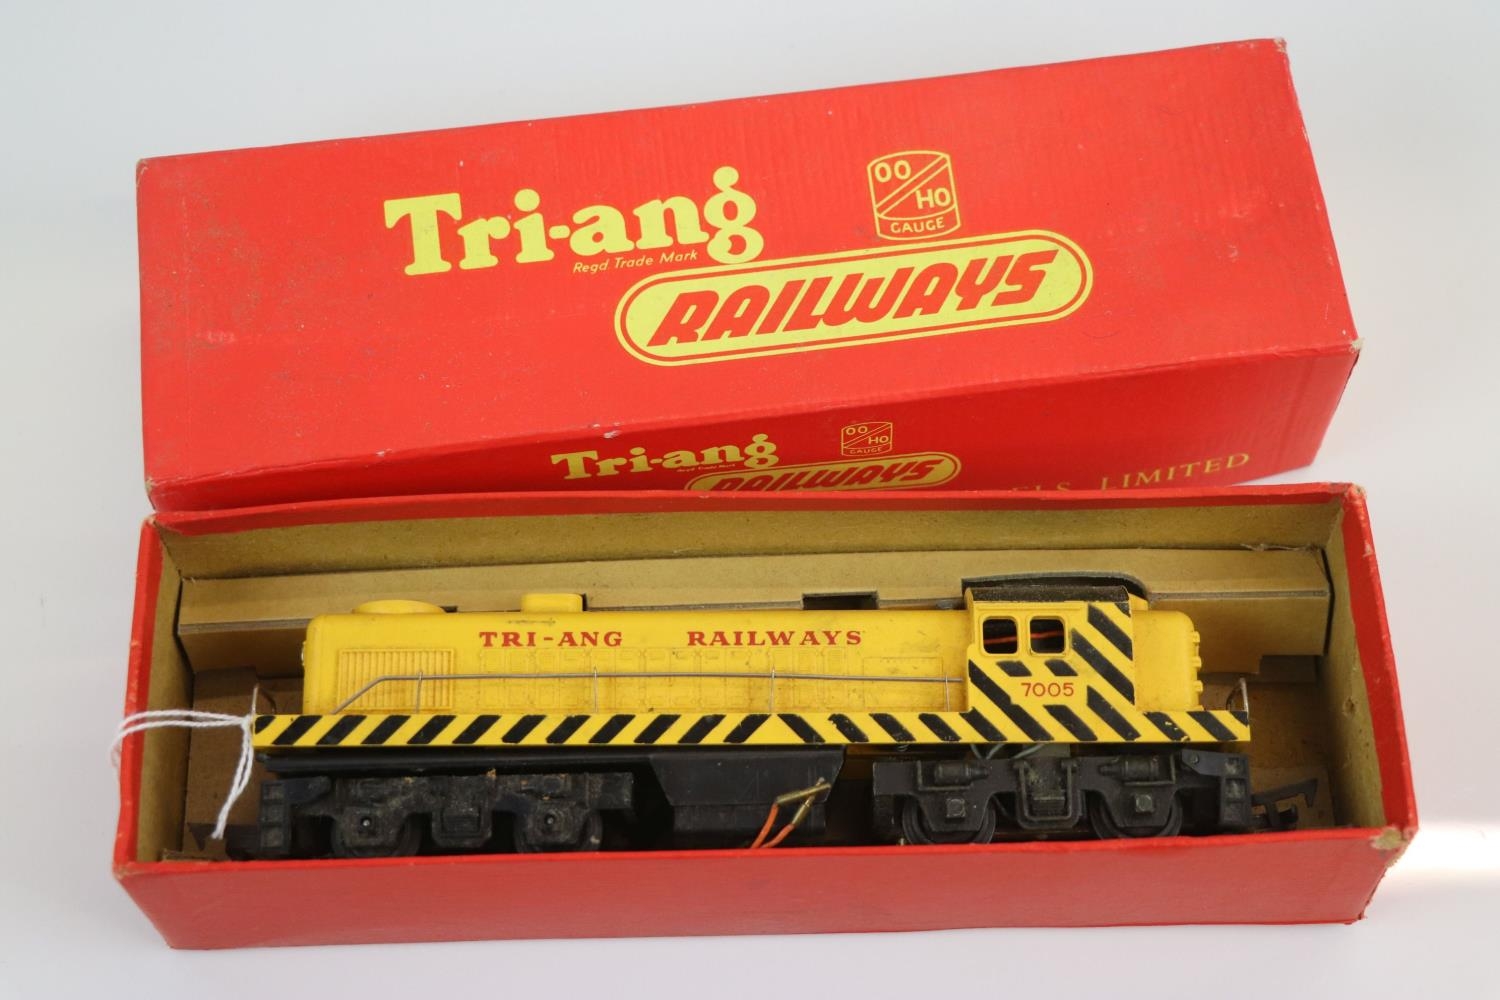 OO
HO
GAUGE
Tri-ang
Regd. Trade Mark
RAILWAYS
OO
HO
GAUGE
Tri-ang
Regd. Trade Mark
RAILWAYS
LIMITED
TRI-ANG RAILWAYS
7005